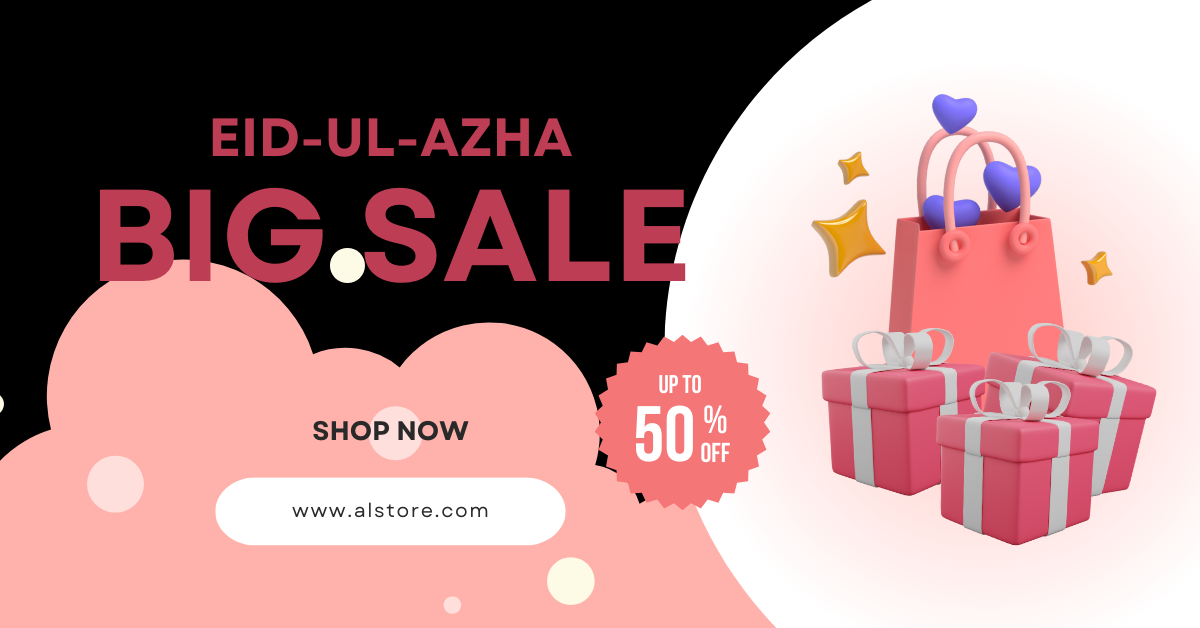 EID-UL-AZHA
BIG SALE
UP TO
50 % OFF
SHOP NOW
www.alstore.com